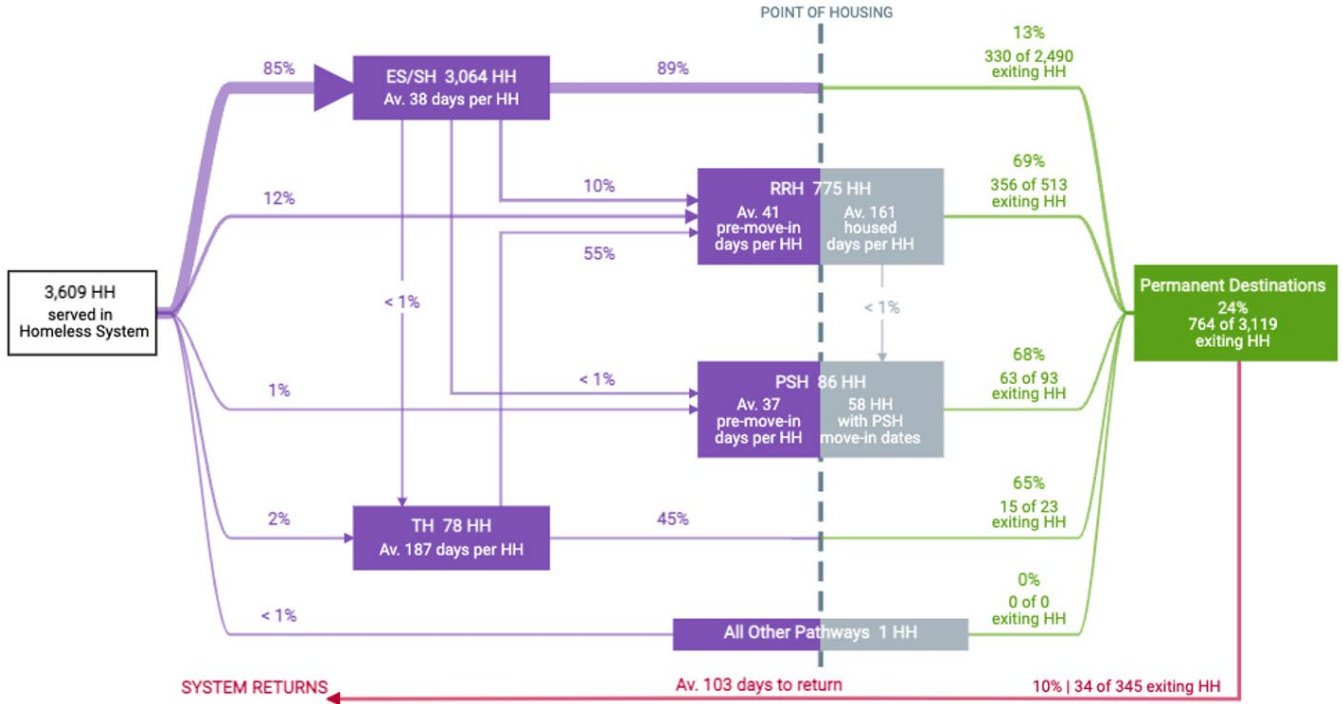 POINT OF HOUSING
85%
ES/SH 3,064 HH
Av. 38 days per HH
89%
13%
330 of 2,490
exiting HH
12%
10%
55%
RRH 775 HH
Av. 41
pre-move-in
days per HH
Av. 161
housed
days per HH
69%
356 of 513
exiting HH
3,609 HH
served in
Homeless System
< 1%
< 1%
Permanent Destinations
24%
764 of 3,119
exiting HH
1%
< 1%
PSH 86 HH
Av. 37
pre-move-in
days per HH
58 HH
with PSH
move-in dates
68%
63 of 93
exiting HH
2%
TH 78 HH
Av. 187 days per HH
45%
65%
15 of 23
exiting HH
< 1%
All Other Pathways 1 HH
0%
0 of 0
exiting HH
SYSTEM RETURNS
Av. 103 days to return
10% | 34 of 345 exiting HH